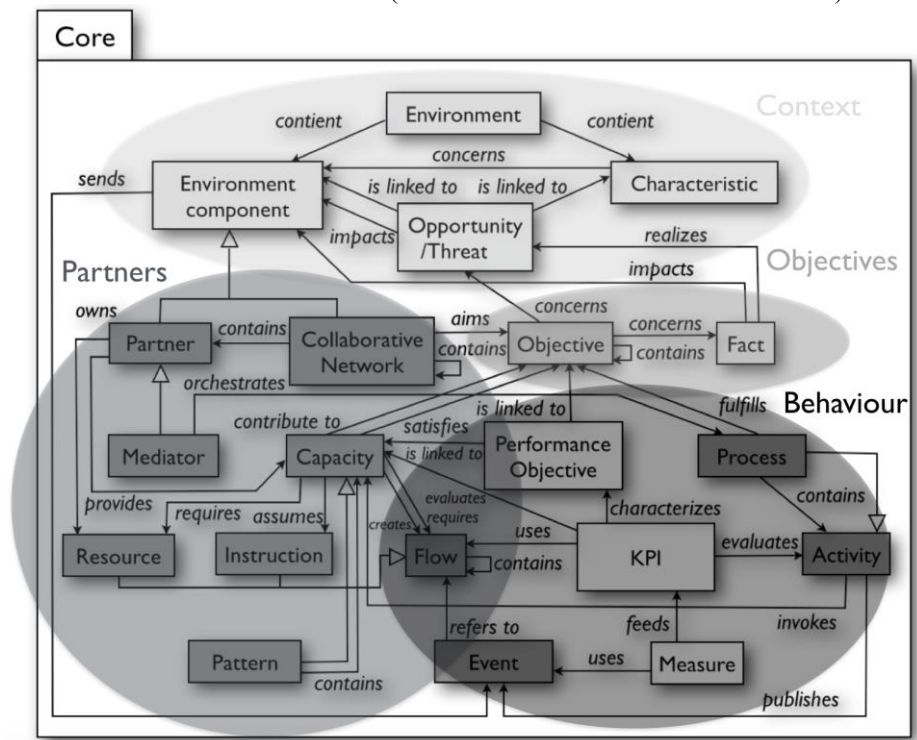 Core
Context
Environment
contient
contient
concerns
sends
Environment
component
is linked to
is linked to
Characteristic
Opportunity
/Threat
impacts
realizes
Partners
impacts
Objectives
owns
concerns
Partner
contains
Collaborative
Network
aims
contains
Objective
concerns
contains
Fact
orchestrates
is linked to
fulfills
Behaviour
contribute to
satisfies
Mediator
Capacity
is linked to
Performance
Objective
Process
provides
requires
assumes
evaluates
requires
creates
characterizes
contains
Resource
Instruction
Flow
uses
contains
KPI
evaluates
Activity
refers to
feeds
invokes
Pattern
contains
Event
uses
Measure
publishes